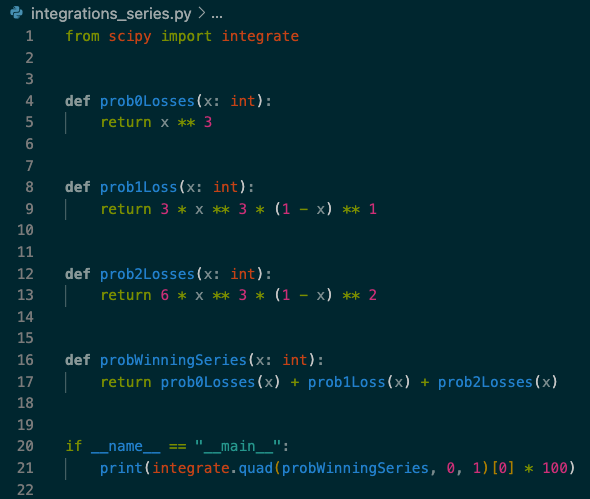 integrations_series.py > ...
1 from scipy import integrate
2
3
4 def prob0Losses(x: int):
5     return x ** 3
6
7
8 def prob1Loss(x: int):
9     return 3 * x ** 3 * (1 - x) ** 1
10
11
12 def prob2Losses(x: int):
13     return 6 * x ** 3 * (1 - x) ** 2
14
15
16 def probWinningSeries(x: int):
17     return prob0Losses(x) + prob1Loss(x) + prob2Losses(x)
18
19
20 if __name__ == "__main__":
21     print(integrate.quad(probWinningSeries, 0, 1)[0] * 100)
22